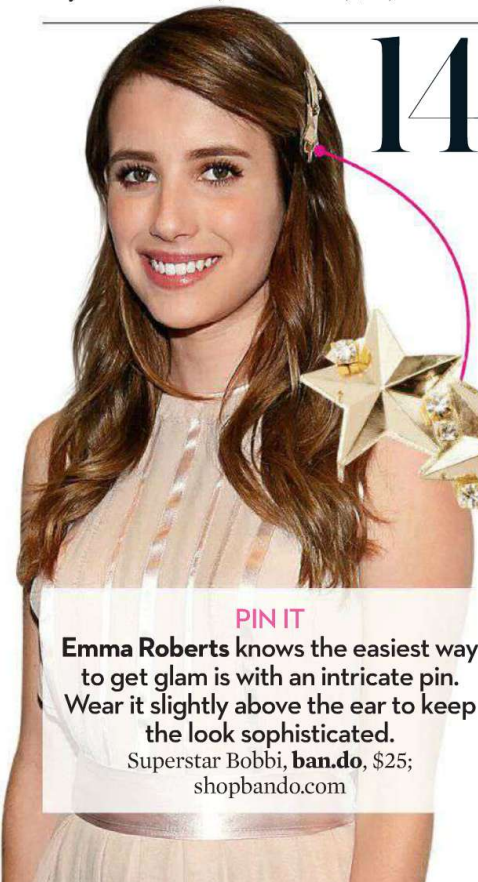 14
PIN IT
Emma Roberts knows the easiest way
to get glam is with an intricate pin.
Wear it slightly above the ear to keep
the look sophisticated.
Superstar Bobbi, ban.do, $25;
shopbando.com